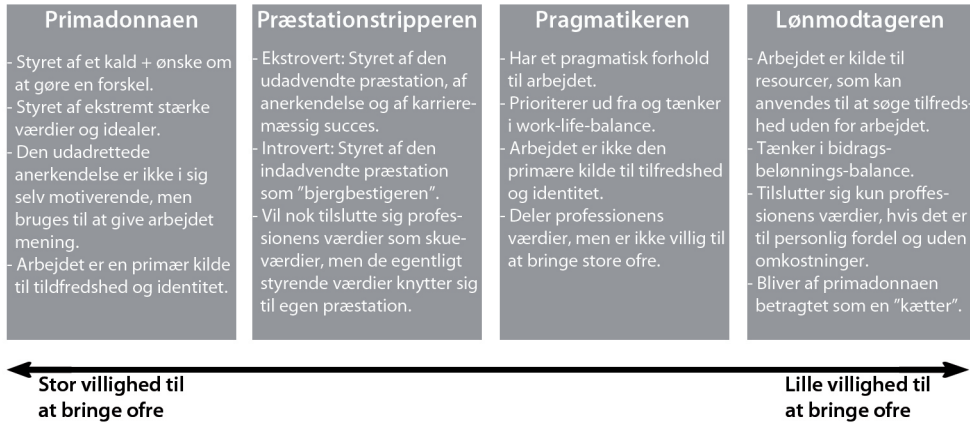 Primadonnaen
- Styret af et kald + ønske om
at gøre en forskel.
- Styret af ekstremt stærke
værdier og idealer.
- Den udadrettede
anerkendelse er ikke i sig
selv motiverende, men
bruges til at give arbejdet
mening.
- Arbejdet er en primær kilde
til tildfredshed og identitet.
Præstationstripperen
- Ekstrovert: Styret af den
udadvendte præstation, af
anerkendelse og af karriere-
mæssig succes.
- Introvert: Styret af den
indadvendte præstation
som ”bjergbestigeren”.
- Vil nok tilslutte sig profes-
sionens værdier som skue-
værdier, men de egentligt
styrende værdier knytter sig
til egen præstation.
Pragmatikeren
- Har et pragmatisk forhold
til arbejdet.
- Prioriterer ud fra og tænker
i work-life-balance.
- Arbejdet er ikke den
primære kilde til tilfredshed
og identitet.
- Deler professionens
værdier, men er ikke villig til
at bringe store ofre.
Lønmodtageren
- Arbejdet er kilde til
resourcer, som kan
anvendes til at søge tilfreds-
hed uden for arbejdet.
- Tænker i bidrags-
belønnings-balance.
- Tilslutter sig kun proffes-
sionens værdier, hvis det er
til personlig fordel og uden
omkostninger.
- Bliver af primadonnaen
betragtet som en ”kætter”.
Stor villighed til
at bringe ofre
Lille villighed til
at bringe ofre